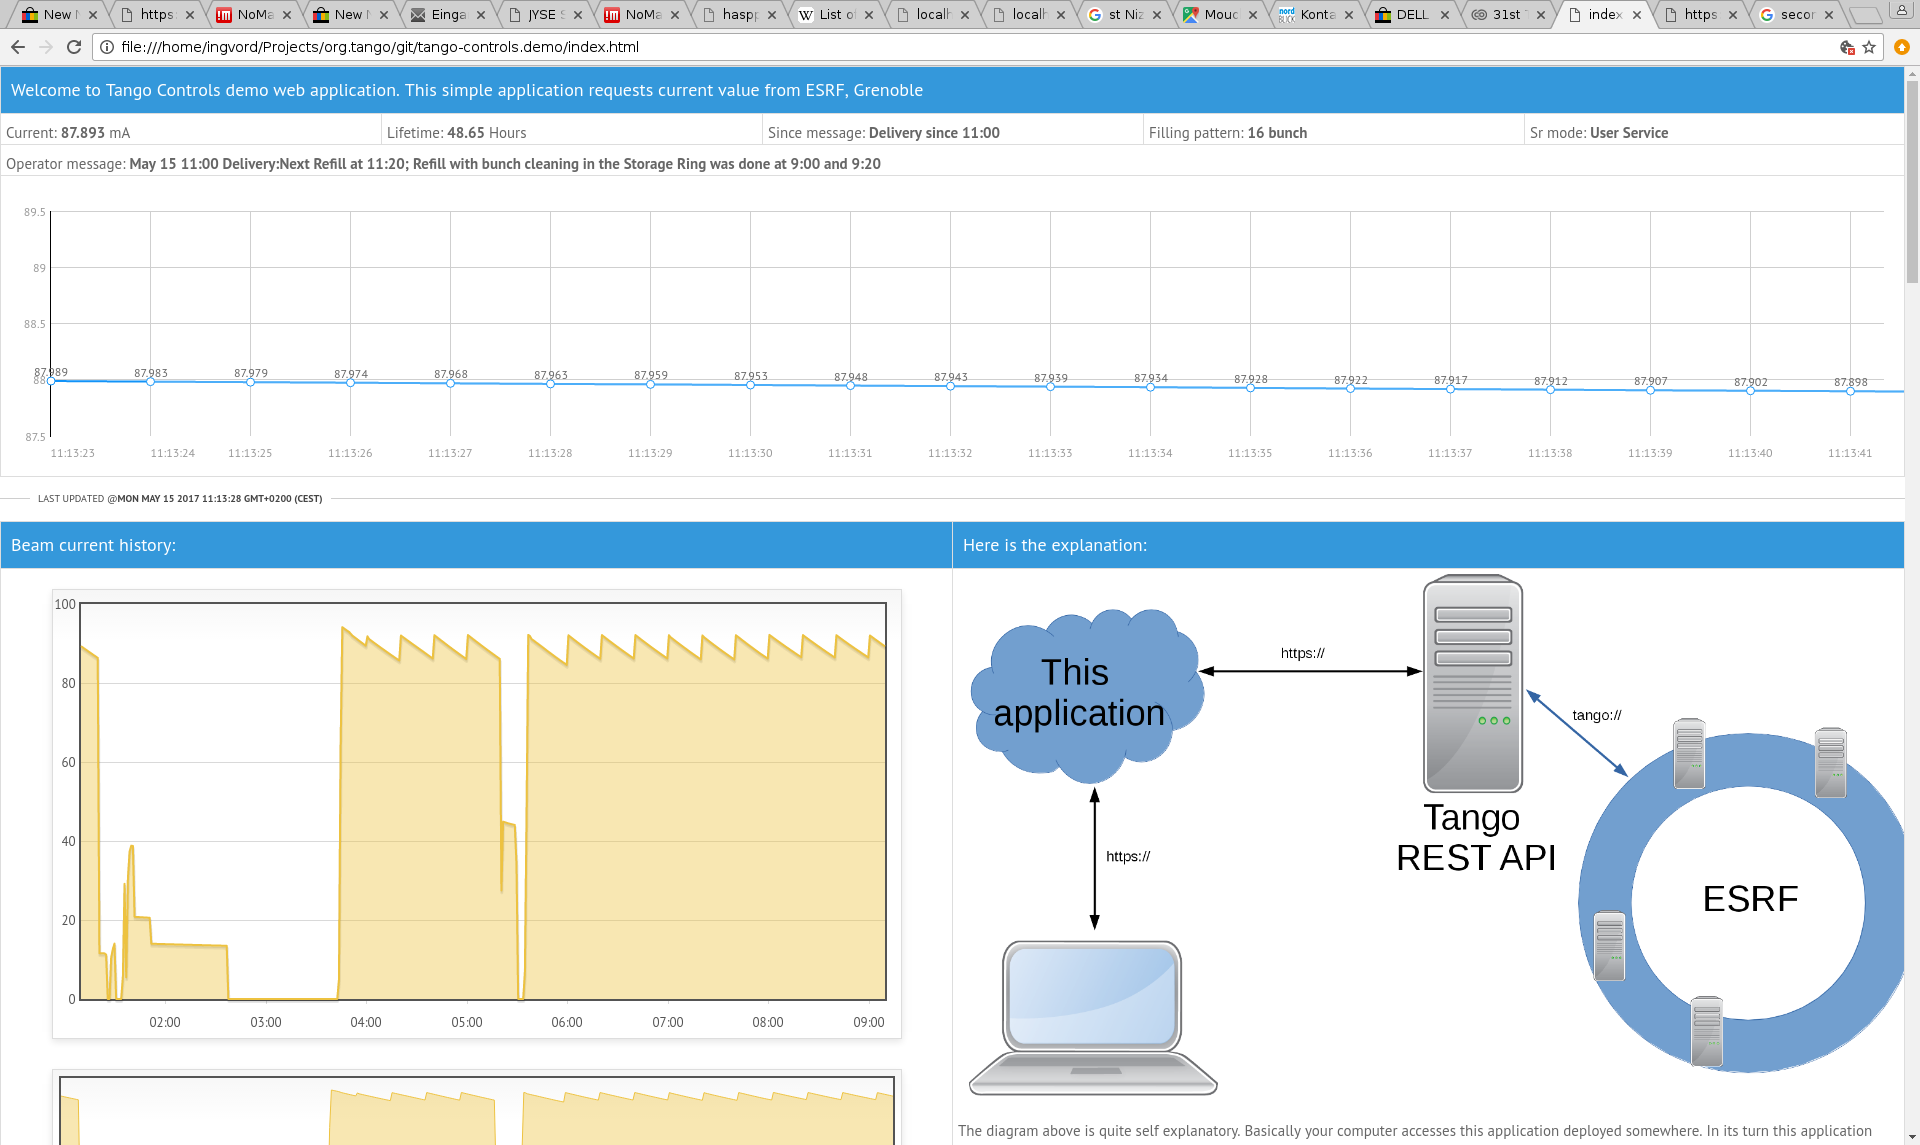 New
https:
NoMa
New
Einga
JYSE
NoMa
hasp
List o
localh
localh
st Niz
Mouc
Konta
DELL
31st
index
https
secor
file:///home/ingvord/Projects/org.tango/git/tango-controls.demo/index.html
Welcome to Tango Controls demo web application. This simple application requests current value from ESRF, Grenoble
Current: 87.893 mA
Lifetime: 48.65 Hours
Since message: Delivery since 11:00
Filling pattern: 16 bunch
Sr mode: User Service
Operator message: May 15 11:00 Delivery:Next Refill at 11:20; Refill with bunch cleaning in the Storage Ring was done at 9:00 and 9:20
89.5
89
88.5
88
87.5
87.989 87.983 87.979 87.974 87.968 87.963 87.959 87.953 87.948 87.943 87.939 87.934 87.928 87.922 87.917 87.912 87.907 87.902 87.898
11:13:23 11:13:24 11:13:25 11:13:26 11:13:27 11:13:28 11:13:29 11:13:30 11:13:31 11:13:32 11:13:33 11:13:34 11:13:35 11:13:36 11:13:37 11:13:38 11:13:39 11:13:40 11:13:41
LAST UPDATED @MON MAY 15 2017 11:13:28 GMT+0200 (CEST)
Beam current history:
100
80
60
40
20
0
02:00 03:00 04:00 05:00 06:00 07:00 08:00 09:00
Here is the explanation:
This
application
https://
https://
tango://
Tango
REST API
ESRF
The diagram above is quite self explanatory. Basically your computer accesses this application deployed somewhere. In its turn this application